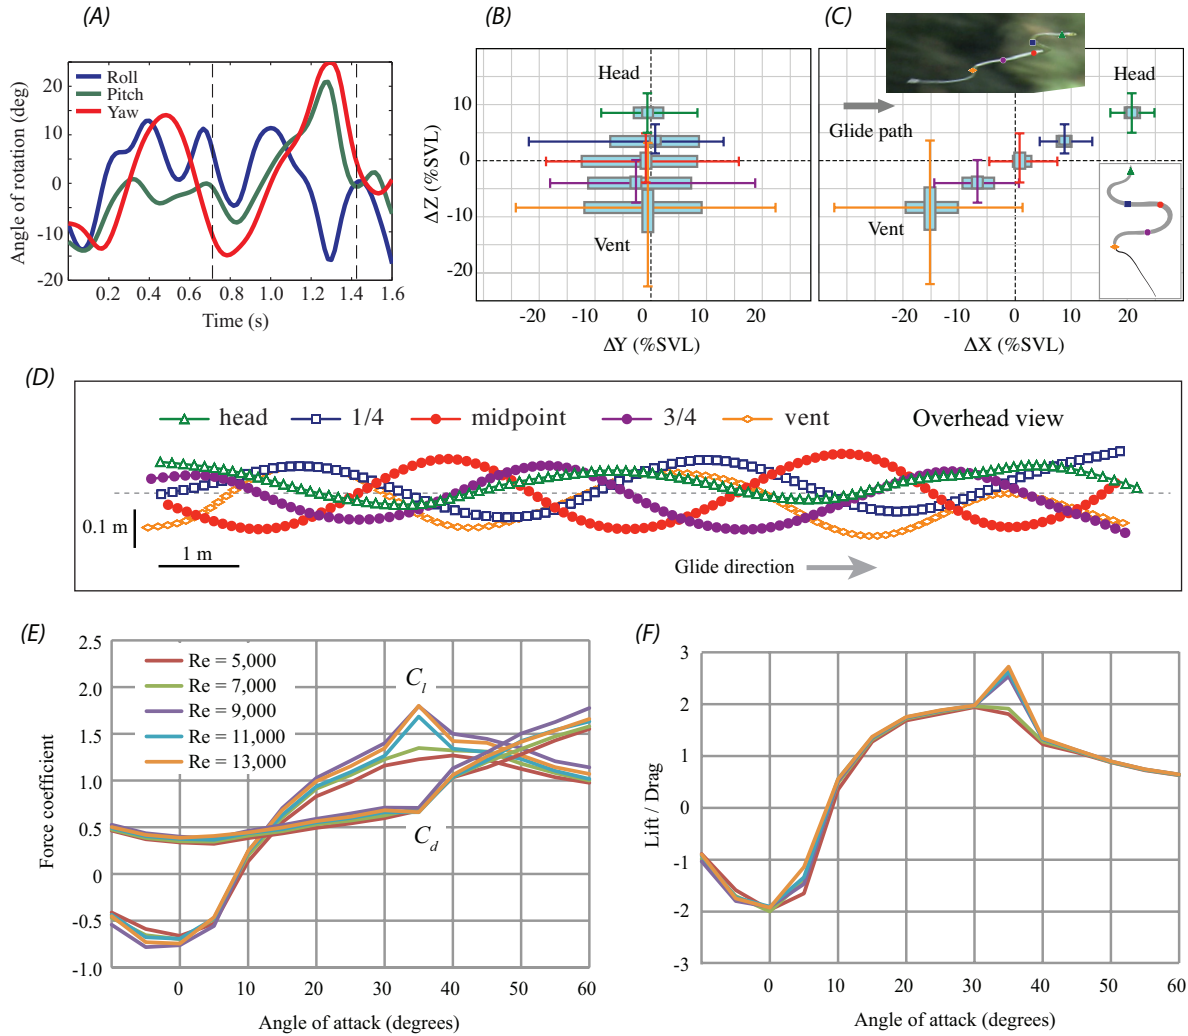 (A)
Angle of rotation (deg)
20
10
0
-10
-20
Roll
Pitch
Yaw
0.2 0.4 0.6 0.8 1.0 1.2 1.4 1.6
Time (s)
(B)
ΔZ (%SVL)
10
0
-10
-20
Head
Vent
-20 -10 0 10 20
ΔY (%SVL)
(C)
Glide path
Head
Vent
-20 -10 0 10 20
ΔX (%SVL)
(D)
head 1/4 midpoint 3/4 vent Overhead view
0.1 m
1 m
Glide direction
(E)
Force coefficient
2.5
2.0
1.5
1.0
0.5
0
-0.5
-1.0
Re = 5,000
Re = 7,000
Re = 9,000
Re = 11,000
Re = 13,000
C_l
C_d
0 10 20 30 40 50 60
Angle of attack (degrees)
(F)
Lift / Drag
3
2
1
0
-1
-2
-3
0 10 20 30 40 50 60
Angle of attack (degrees)